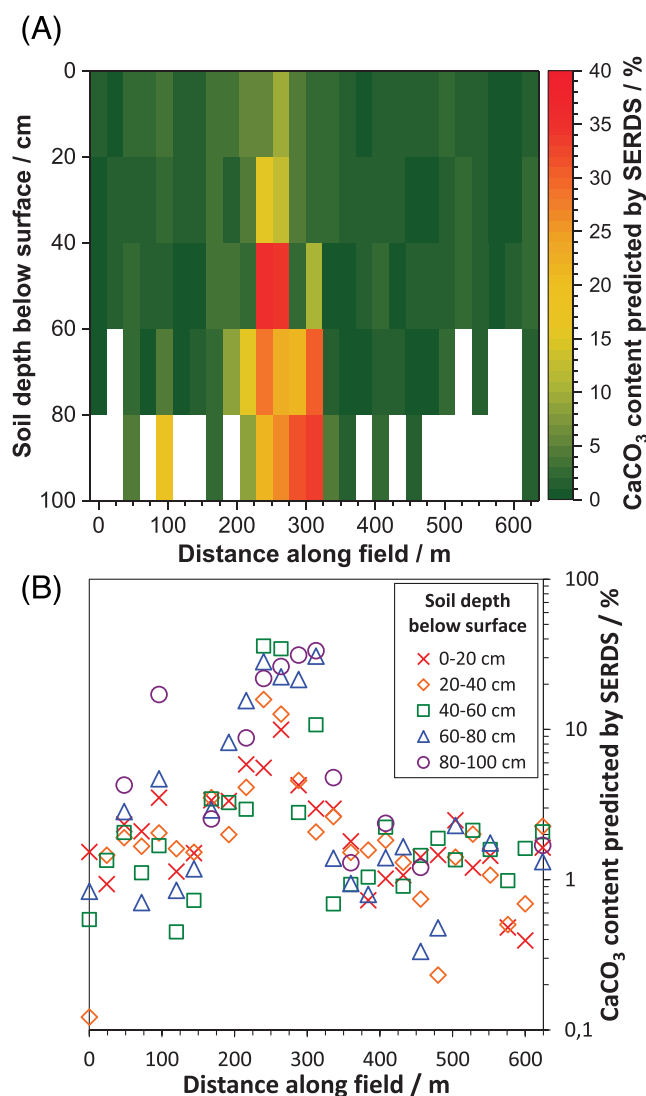 (A)
0
20
40
60
80
100
Soil depth below surface / cm
0
100
200
300
400
500
600
Distance along field / m
40
35
30
25
20
15
10
5
0
CaCO3 content predicted by SERDS / %
(B)
Soil depth
below surface
0-20 cm
20-40 cm
40-60 cm
60-80 cm
80-100 cm
100
10
1
0,1
CaCO3 content predicted by SERDS / %
0
100
200
300
400
500
600
Distance along field / m